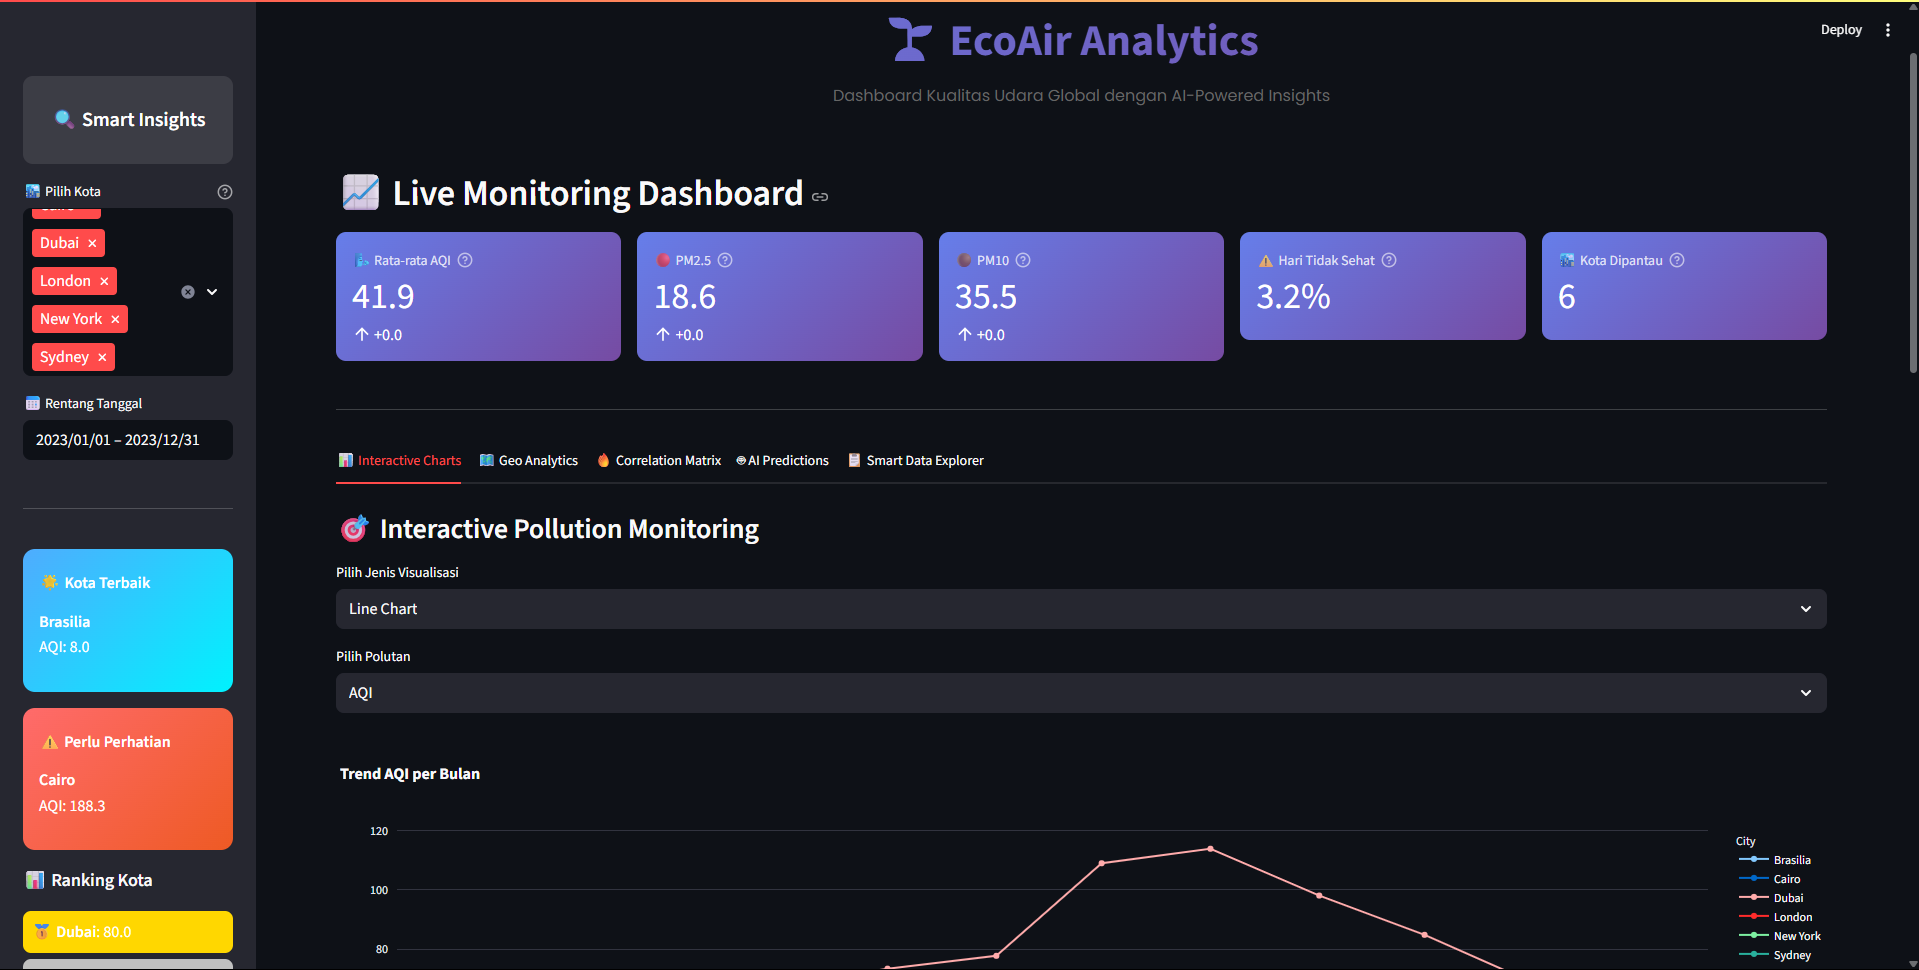 Deploy
EcoAir Analytics
Dashboard Kualitas Udara Global dengan AI-Powered Insights
Smart Insights
Pilih Kota
Dubai
London
New York
Sydney
Rentang Tanggal
2023/01/01 – 2023/12/31
Kota Terbaik
Brasilia
AQI: 8.0
Perlu Perhatian
Cairo
AQI: 188.3
Ranking Kota
Dubai: 80.0
Live Monitoring Dashboard
Rata-rata AQI
41.9
+0.0
PM2.5
18.6
+0.0
PM10
35.5
+0.0
Hari Tidak Sehat
3.2%
Kota Dipantau
6
Interactive Charts Geo Analytics Correlation Matrix AI Predictions Smart Data Explorer
Interactive Pollution Monitoring
Pilih Jenis Visualisasi
Line Chart
Pilih Polutan
AQI
Trend AQI per Bulan
120
100
80
City
Brasilia
Cairo
Dubai
London
New York
Sydney